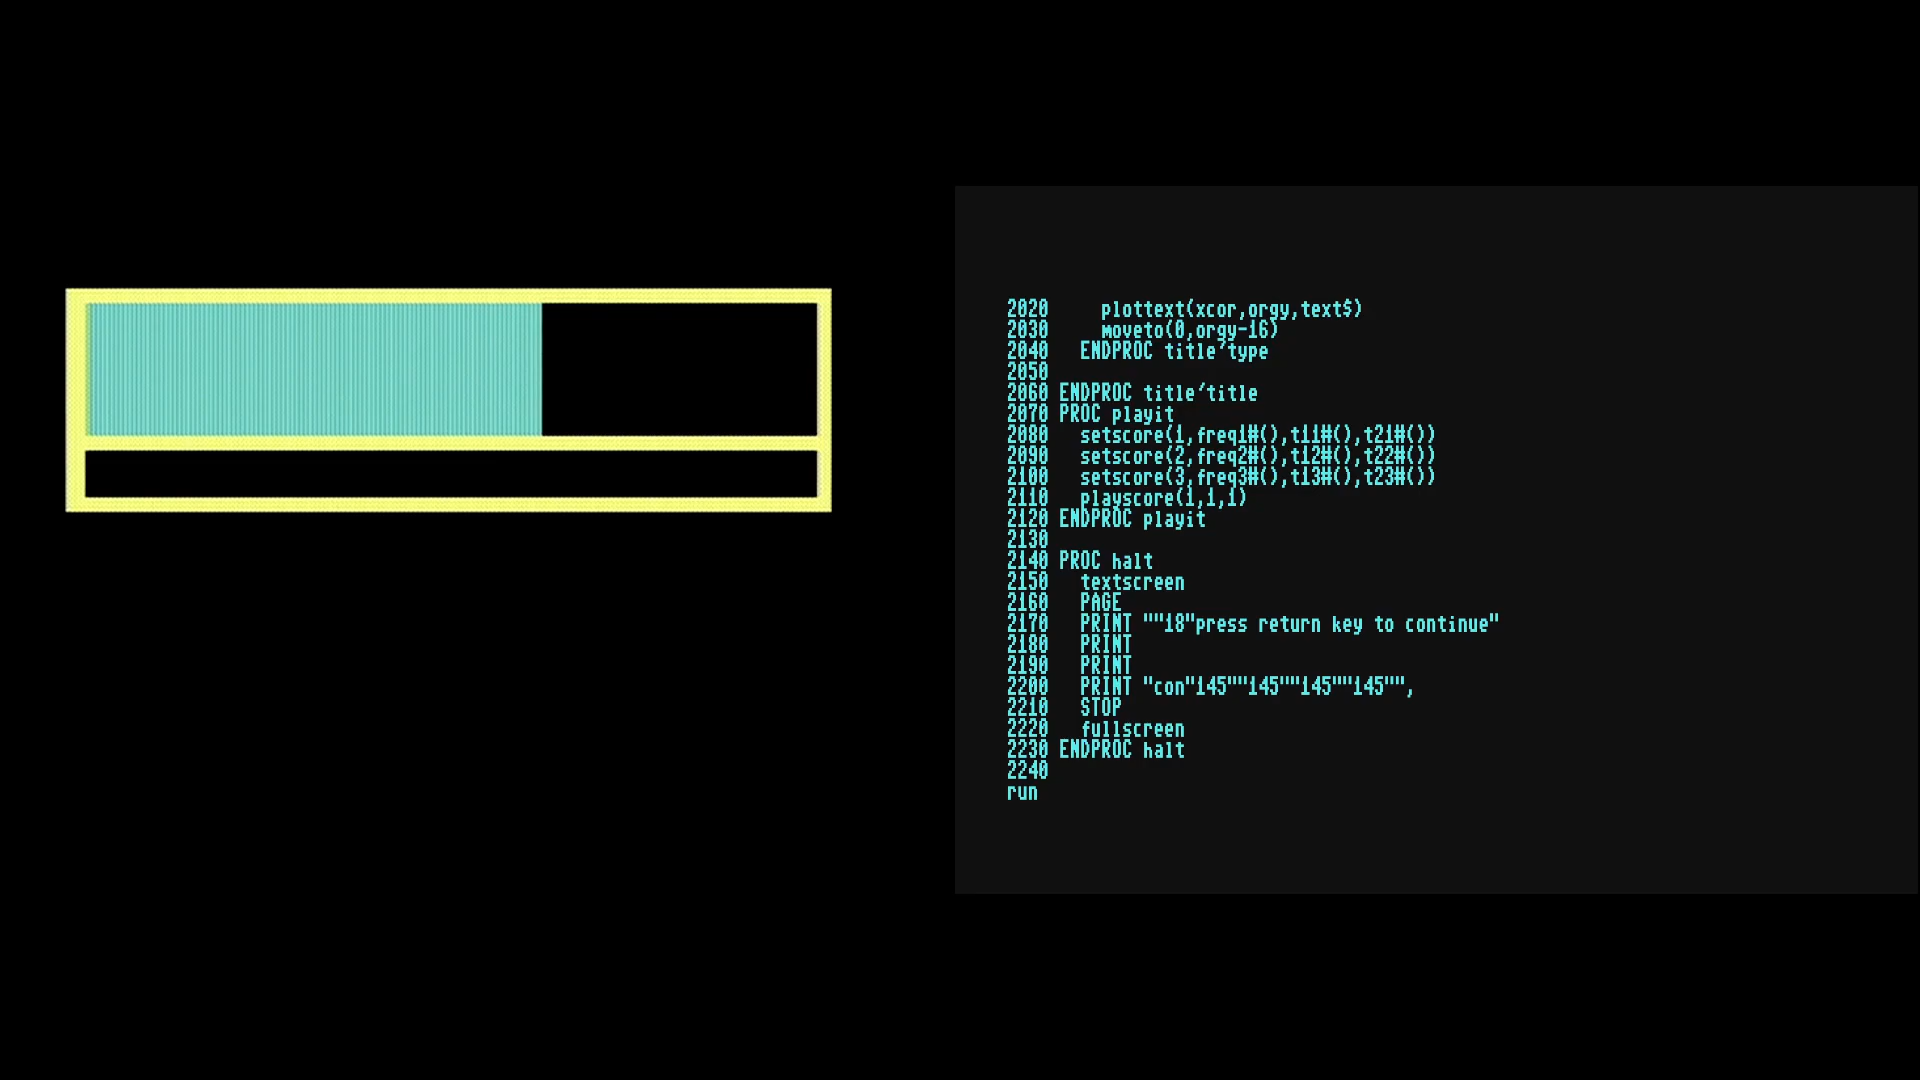 2020     plottext(xcor,orgy,text$)
2030     moveto(0,orgy-16)
2040   ENDPROC title'type
2050
2060 ENDPROC title'title
2070 PROC playit
2080   setscore(1,freq1#(),t11#(),t21#())
2090   setscore(2,freq2#(),t12#(),t22#())
2100   setscore(3,freq3#(),t13#(),t23#())
2110   playscore(1,1,1)
2120 ENDPROC playit
2130
2140 PROC halt
2150   textscreen
2160   PAGE
2170   PRINT ""18"press return key to continue"
2180   PRINT
2190   PRINT
2200   PRINT "con"145""145""145""145"",
2210   STOP
2220   fullscreen
2230 ENDPROC halt
2240
run